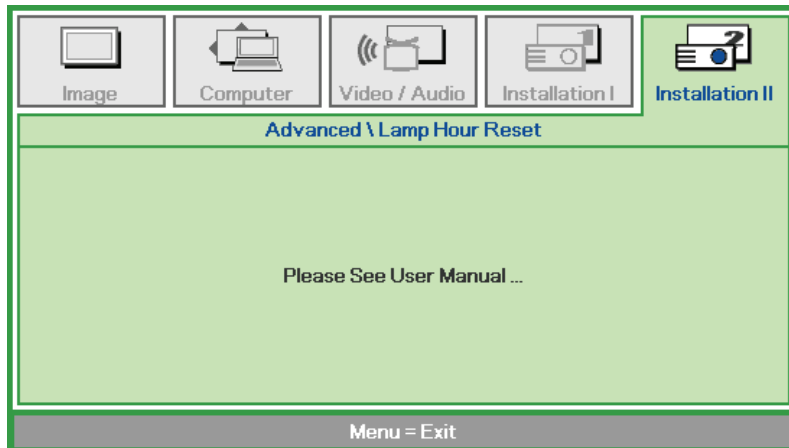 Image
Computer
Video / Audio
Installation I
Installation II
Advanced \ Lamp Hour Reset
Please See User Manual ...
Menu = Exit